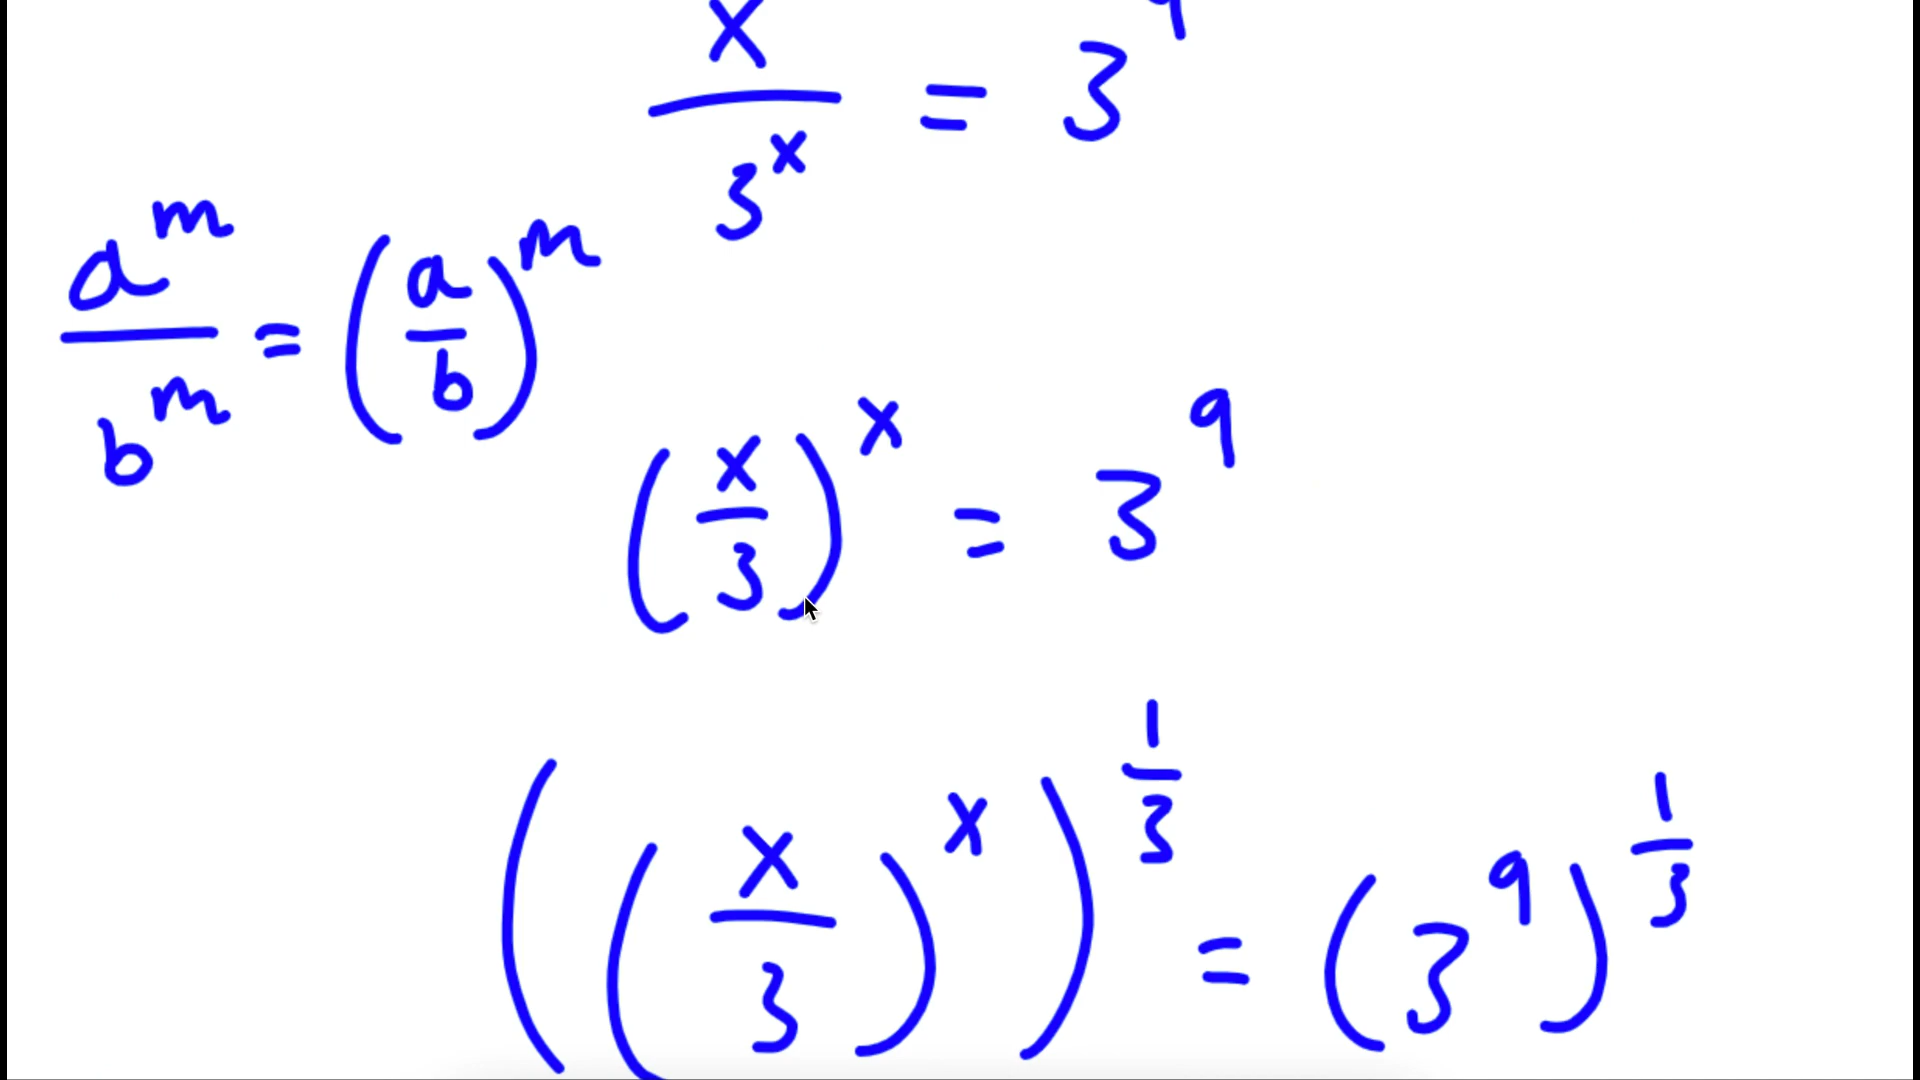 x/3^x = 3^9
a^m/b^m = (a/b)^m
(x/3)^x = 3^9
((x/3)^x)^(1/3) = (3^9)^(1/3)